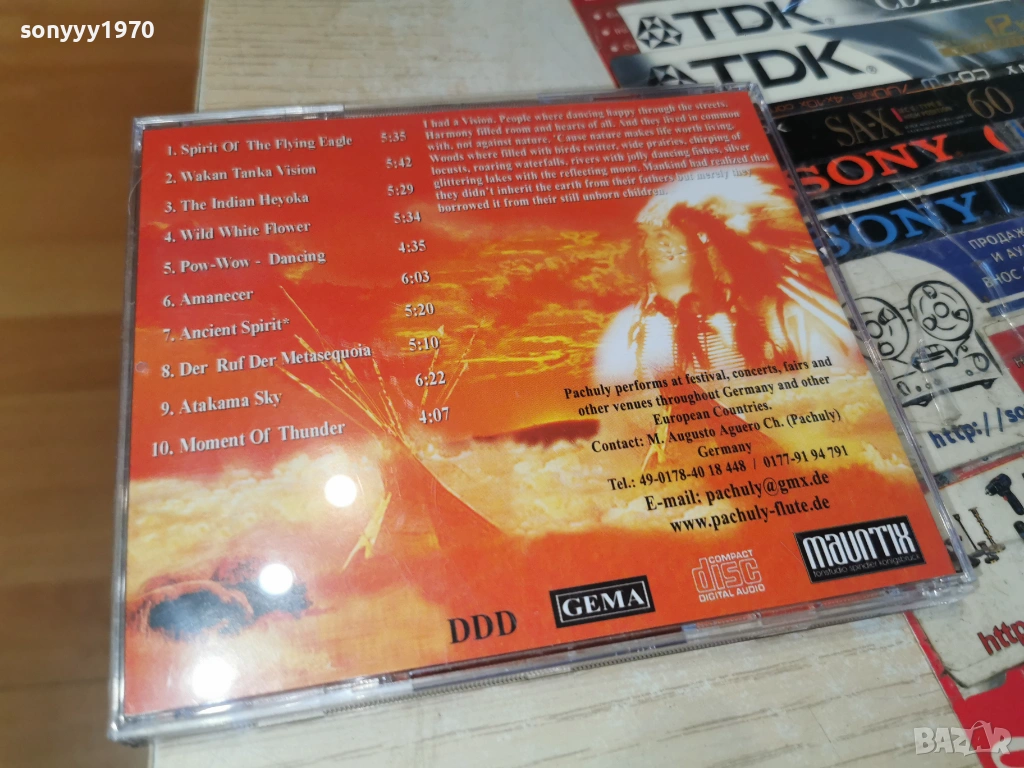 sonyyy1970
1. Spirit Of The Flying Eagle 5:35
2. Wakan Tanka Vision 5:42
3. The Indian Heyoka 5:29
4. Wild White Flower 5:34
5. Pow-Wow - Dancing 4:35
6. Amanecer 6:03
7. Ancient Spirit* 5:20
8. Der Ruf Der Metasequoia 5:10
9. Atakama Sky 6:22
10. Moment Of Thunder 4:07
I had a Vision. People where dancing happy through the streets.
Harmony filled room and hearts of all. And they lived in common
with, not against nature. 'Cause nature makes life worth living.
Woods where filled with birds twitter, wide prairies, chirping of
locusts, roaring waterfalls, rivers with jolly dancing fishes, silver
glittering lakes with the reflecting moon. Mankind had realized that
they didn't inherit the earth from their fathers but merely they
borrowed it from their still unborn children.
Pachuly performs at festival, concerts, fairs and
other venues throughout Germany and other
European Countries.
Contact: M. Augusto Aguero Ch. (Pachuly)
Germany
Tel.: 49-0178-40 18 448 / 0177-91 94 791
E-mail: pachuly@gmx.de
www.pachuly-flute.de
DDD
GEMA
COMPACT
disc
DIGITAL AUDIO
mauntix
tonstudio spindler königsbrück
TDK
TDK
SA-X
60
SONY
SONY
ПРОДАЖ
И АУ
ВНОС
http://so
http
BAZAR